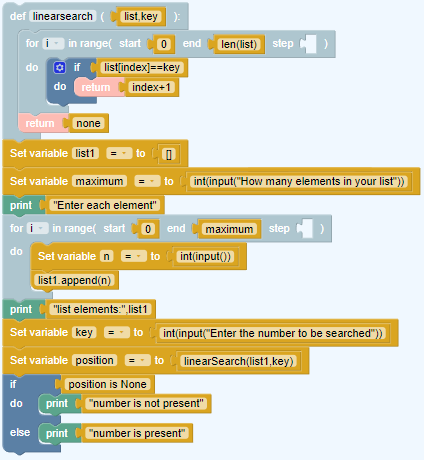 def linearsearch ( list,key ):
for i in range( start 0 end len(list) step )
do if list[index]==key
do return index+1
return none
Set variable list1 = to []
Set variable maximum = to int(input("How many elements in your list"))
print "Enter each element"
for i in range( start 0 end maximum step )
do Set variable n = to int(input())
list1.append(n)
print "list elements:",list1
Set variable key = to int(input("Enter the number to be searched"))
Set variable position = to linearSearch(list1,key)
if position is None
do print "number is not present"
else print "number is present"